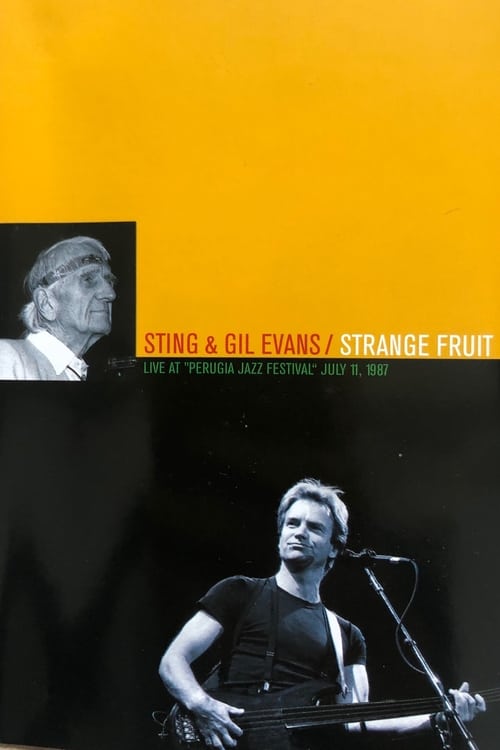 STING & GIL EVANS / STRANGE FRUIT
LIVE AT "PERUGIA JAZZ FESTIVAL" JULY 11, 1987